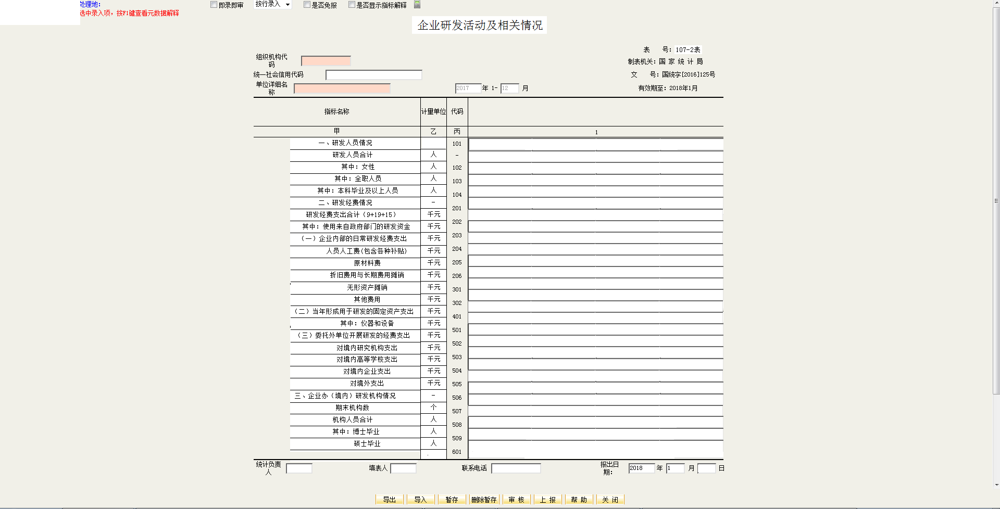 处理地:
选中录入项，按F1键查看元数据解释
即录即审 按行录入 是否免报 是否显示指标解释
企业研发活动及相关情况
表 号: 107-2表
组织机构代码
制表机关: 国 家 统 计 局
统一社会信用代码
文 号: 国统字[2016]125号
单位详细名称
2017 年 1- 12 月
有效期至: 2018年1月
指标名称 计量单位 代码
甲 乙 丙 1
一、研发人员情况 101
研发人员合计 人 -
其中: 女性 人 102
其中: 全职人员 人 103
其中: 本科毕业及以上人员 人 104
二、研发经费情况 - 201
研发经费支出合计（9+19+15） 千元 202
其中: 使用来自政府部门的研发资金 千元 203
（一）企业内部的日常研发经费支出 千元 204
人员人工费(包含各种补贴) 千元 205
原材料费 千元 206
折旧费用与长期费用摊销 千元 301
无形资产摊销 千元 302
其他费用 千元 401
（二）当年形成用于研发的固定资产支出 千元 501
其中: 仪器和设备 千元 502
（三）委托外单位开展研发的经费支出 千元 503
对境内研究机构支出 千元 504
对境内高等学校支出 千元 505
对境内企业支出 千元 506
对境外支出 千元 507
三、企业办（境内）研发机构情况 - 508
期末机构数 个 509
机构人员合计 人 601
其中: 博士毕业 人
硕士毕业 人
统计负责人 填表人 联系电话 报出日期: 2018 年 1 月 日
导出 导入 暂存 删除暂存 审 核 上 报 帮 助 关 闭